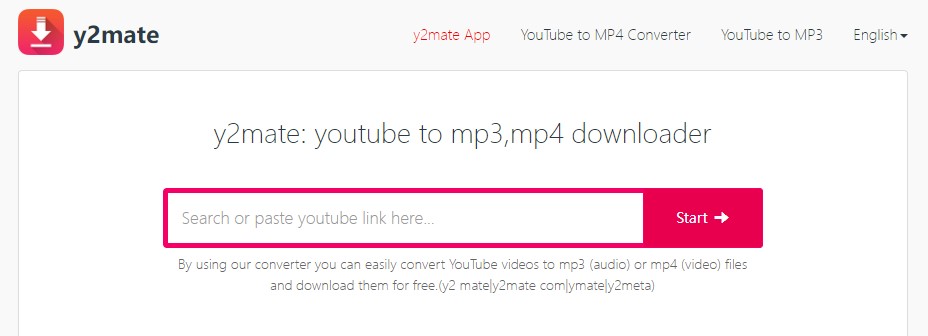 y2mate
y2mate App
YouTube to MP4 Converter
YouTube to MP3
English
y2mate: youtube to mp3,mp4 downloader
Search or paste youtube link here...
Start
By using our converter you can easily convert YouTube videos to mp3 (audio) or mp4 (video) files
and download them for free.(y2 mate|y2mate com|ymate|y2meta)